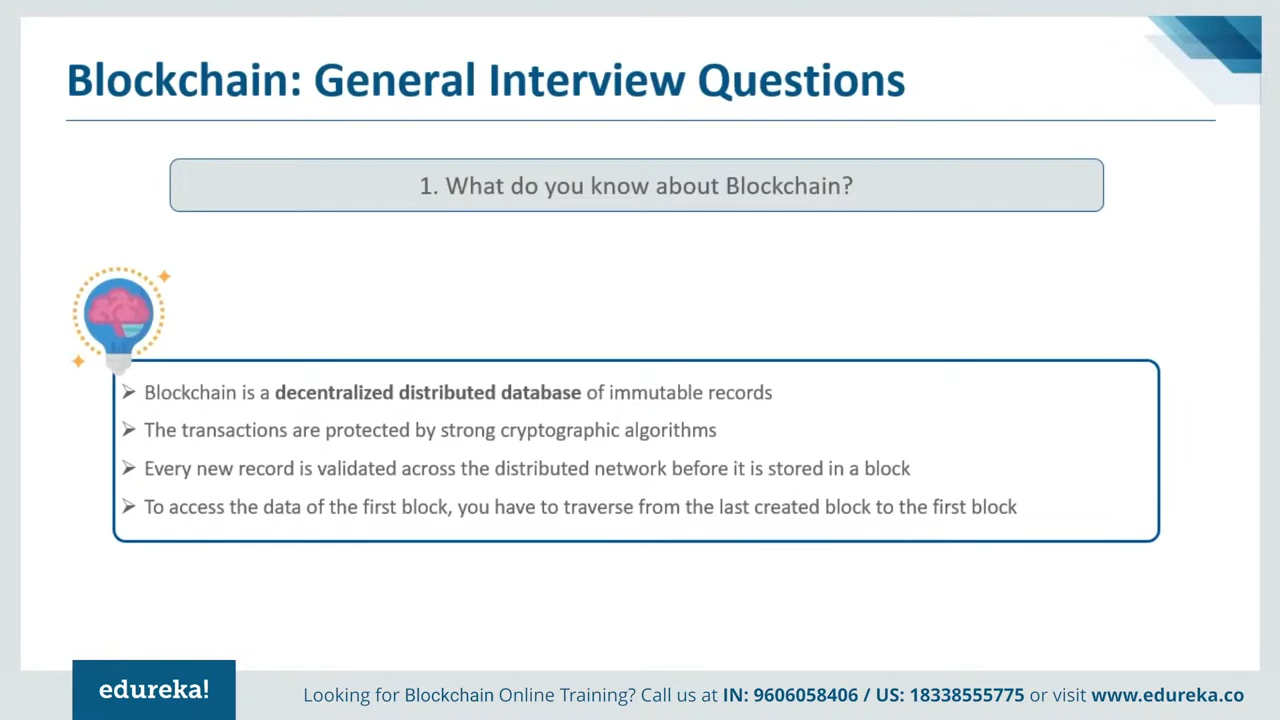 Blockchain: General Interview Questions
1. What do you know about Blockchain?
➤ Blockchain is a decentralized distributed database of immutable records
➤ The transactions are protected by strong cryptographic algorithms
➤ Every new record is validated across the distributed network before it is stored in a block
➤ To access the data of the first block, you have to traverse from the last created block to the first block
edureka!
Looking for Blockchain Online Training? Call us at IN: 9606058406 / US: 18338555775 or visit www.edureka.co